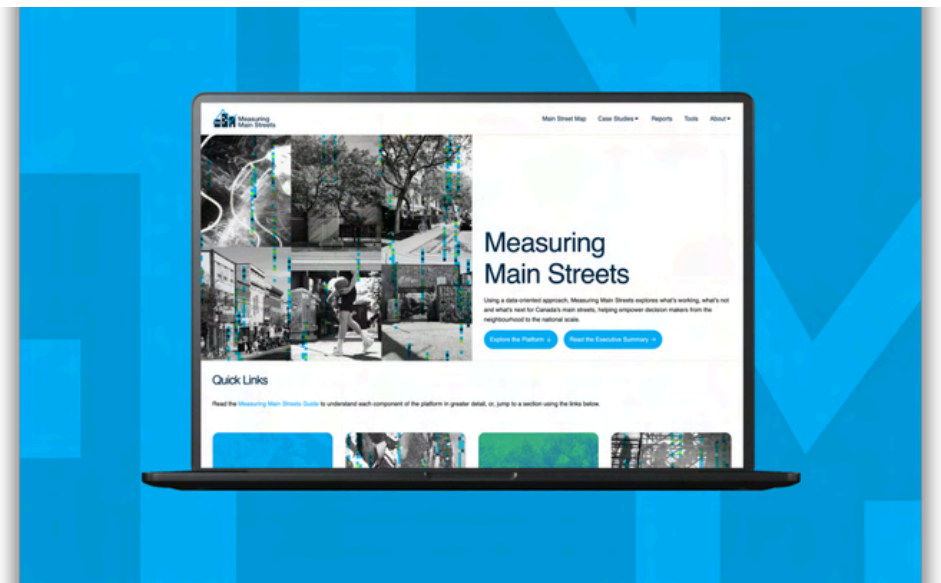 Measuring
Main Streets
Main Street Map Case Studies Reports Tools About
Measuring
Main Streets
Using a data-oriented approach, Measuring Main Streets explores what's working, what's not
and what's next for Canada's main streets, helping empower decision makers from the
neighbourhood to the national scale.
Explore the Platform ↓ Read the Executive Summary →
Quick Links
Read the Measuring Main Streets Guide to understand each component of the platform in greater detail, or, jump to a section using the links below.